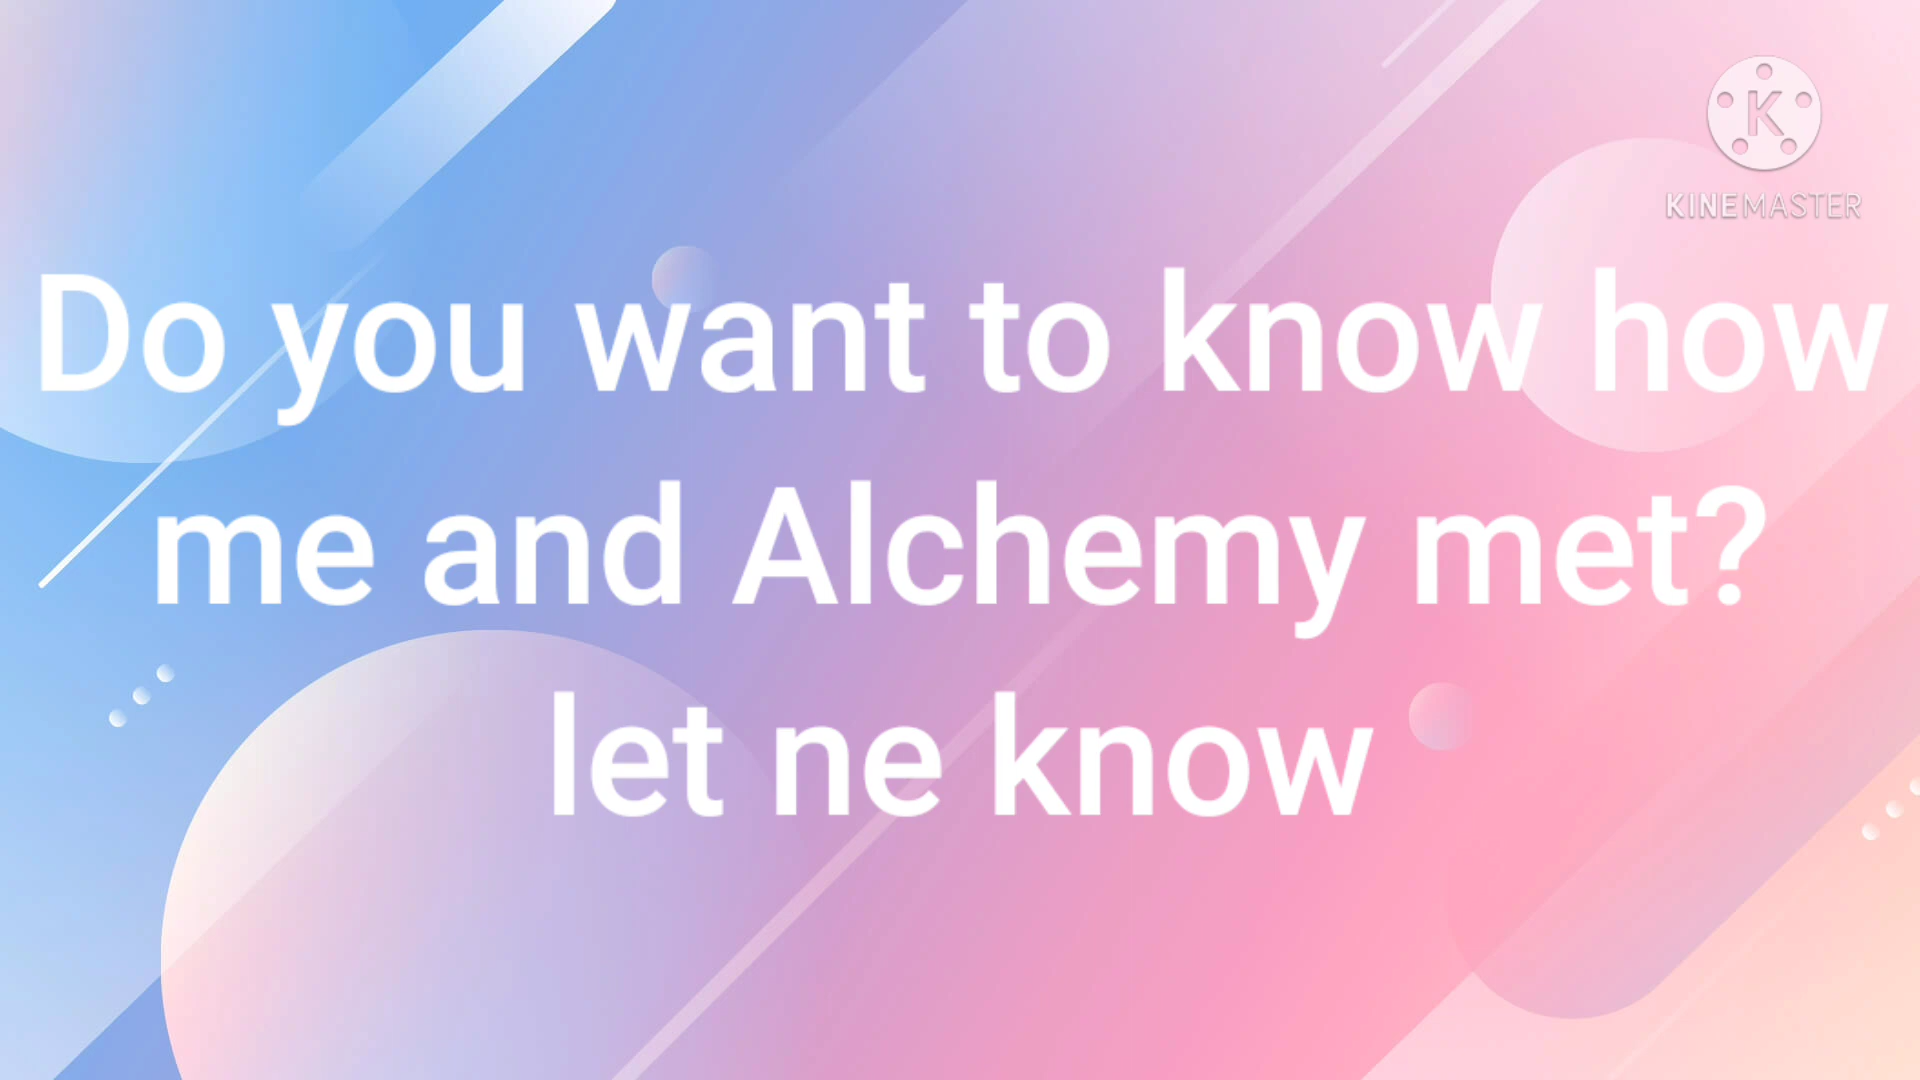 K
KINEMASTER
Do you want to know how
me and Alchemy met?
let ne know